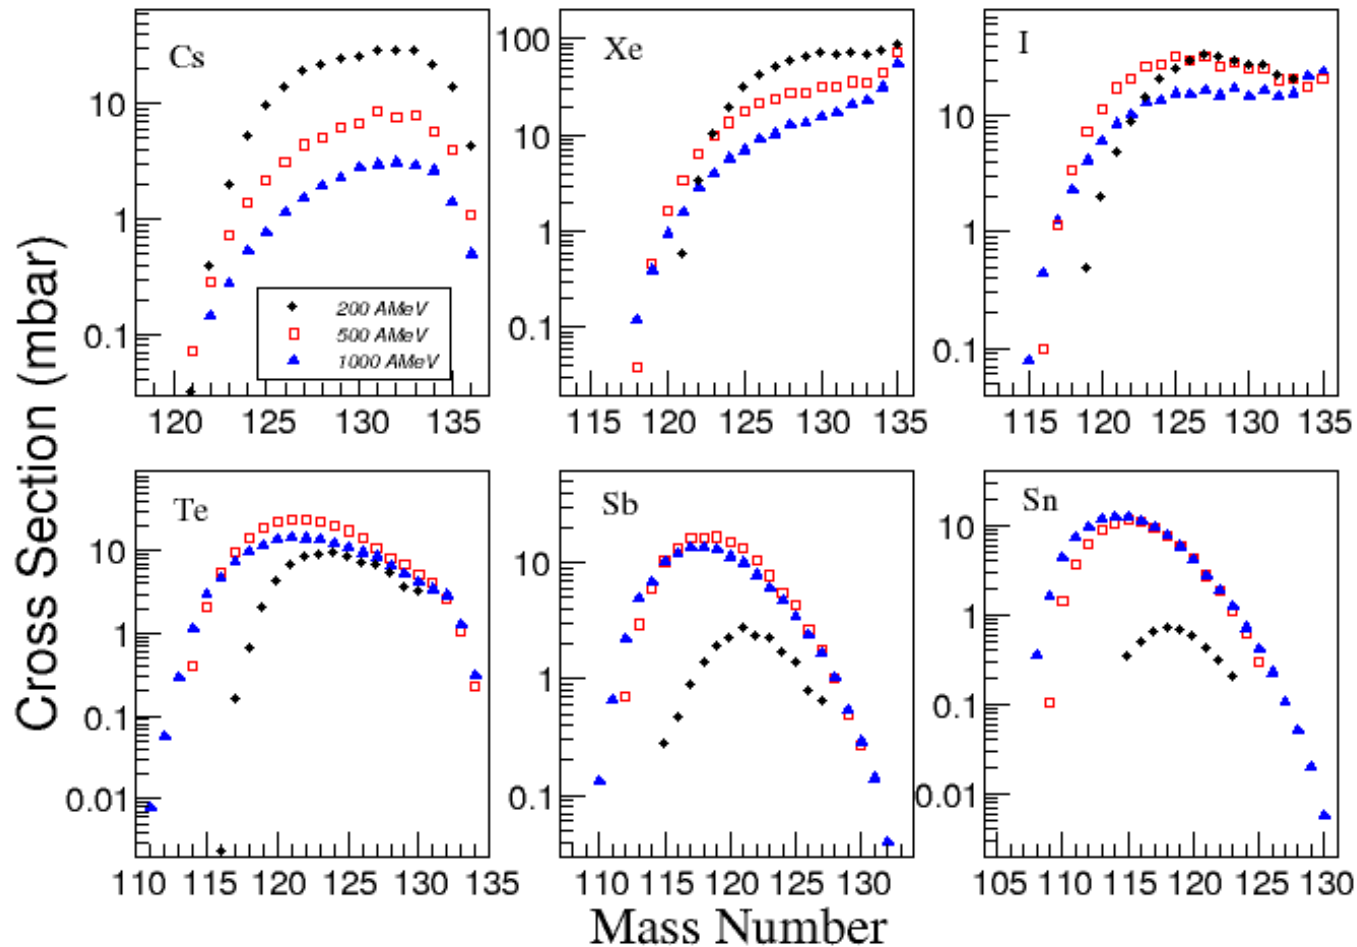 Cs
10
1
0.1
200 AMeV
500 AMeV
1000 AMeV
120 125 130 135
Xe
100
10
1
0.1
115 120 125 130 135
I
10
1
0.1
115 120 125 130 135
Cross Section (mbar)
Te
10
1
0.1
0.01
110 115 120 125 130 135
Sb
10
1
0.1
110 115 120 125 130
Sn
10
1
0.1
0.01
105 110 115 120 125 130
Mass Number